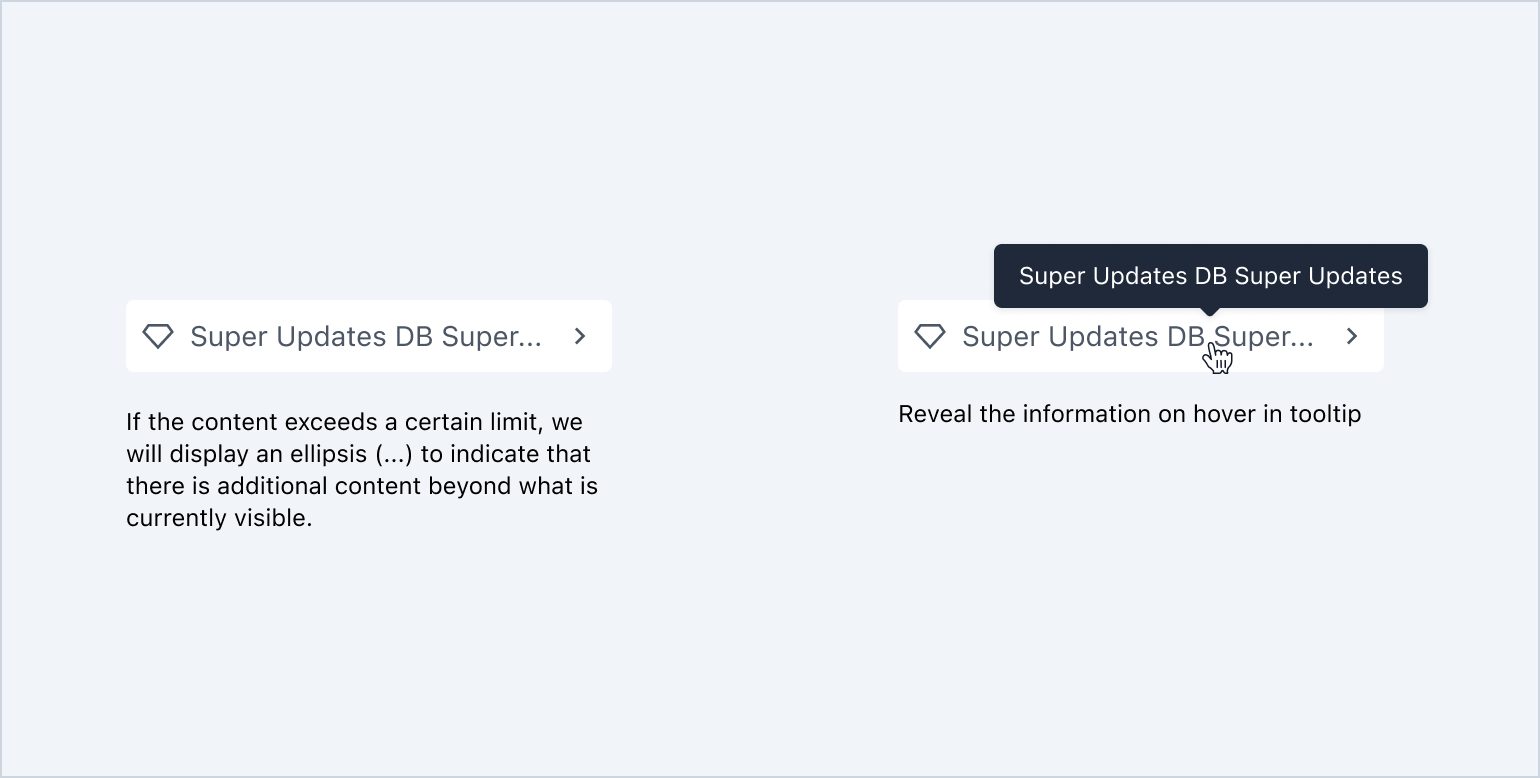 Super Updates DB Super...
If the content exceeds a certain limit, we
will display an ellipsis (...) to indicate that
there is additional content beyond what is
currently visible.
Super Updates DB Super Updates
Super Updates DB Super...
Reveal the information on hover in tooltip